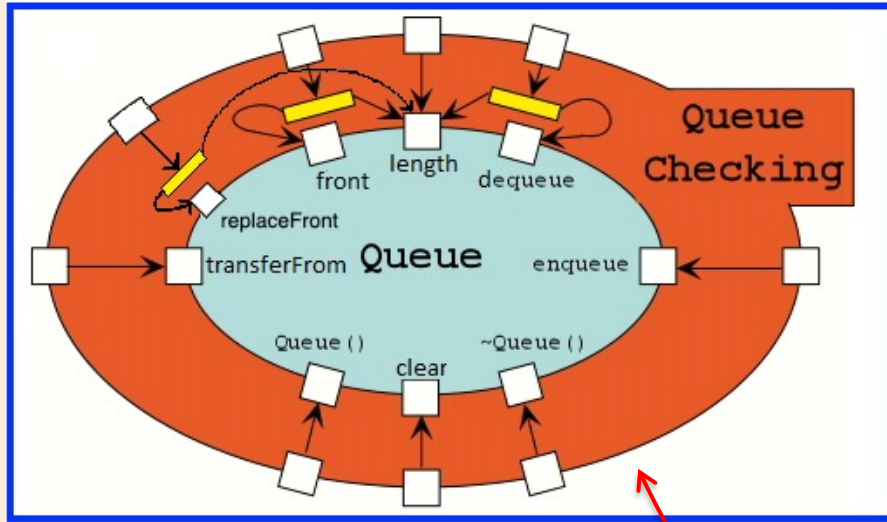 Queue
Checking
front
length
dequeue
replaceFront
transferFrom
Queue
enqueue
Queue()
clear
~Queue()